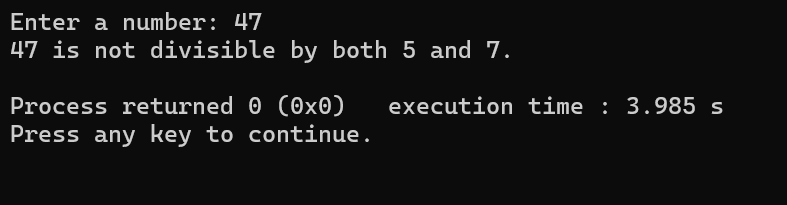 Enter a number: 47
47 is not divisible by both 5 and 7.
Process returned 0 (0x0)   execution time : 3.985 s
Press any key to continue.